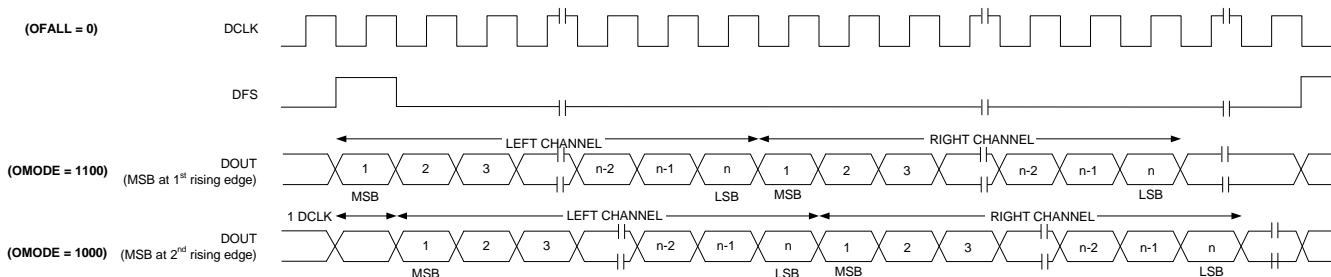 (OFALL = 0) DCLK
DFS
LEFT CHANNEL RIGHT CHANNEL
(OMODE = 1100) DOUT 1 2 3 n-2 n-1 n 1 2 3 n-2 n-1 n
(MSB at 1st rising edge)
MSB LSB MSB LSB
1 DCLK LEFT CHANNEL RIGHT CHANNEL
(OMODE = 1000) DOUT 1 2 3 n-2 n-1 n 1 2 3 n-2 n-1 n
(MSB at 2nd rising edge)
MSB LSB MSB LSB